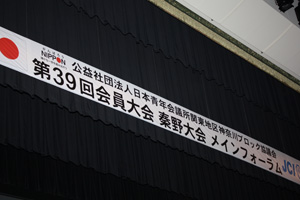 NIPPON
公益社団法人日本青年会議所関東地区神奈川ブロック協議会
第39回会員大会 秦野大会 メインフォーラム
JCI